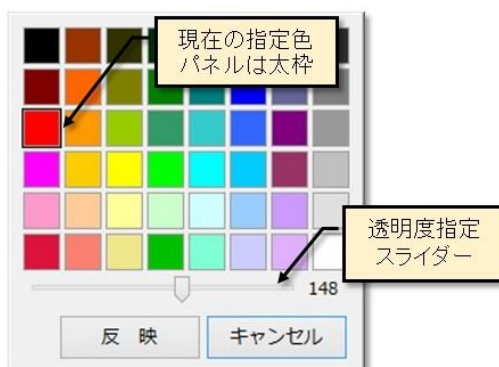 現在の指定色
パネルは太枠
透明度指定
スライダー
148
反 映
キャンセル